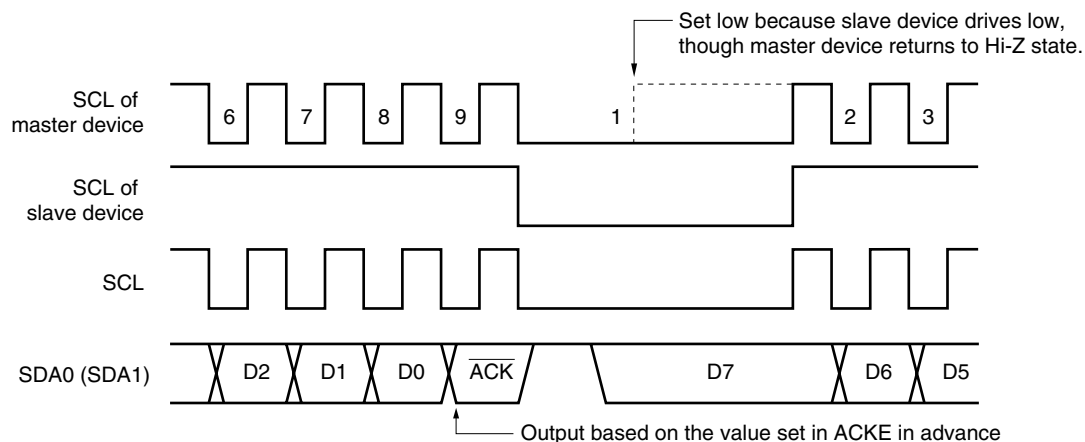 Set low because slave device drives low,
though master device returns to Hi-Z state.
SCL of
master device
6 7 8 9 1 2 3
SCL of
slave device
SCL
SDA0 (SDA1)
D2 D1 D0 ACK D7 D6 D5
Output based on the value set in ACKE in advance